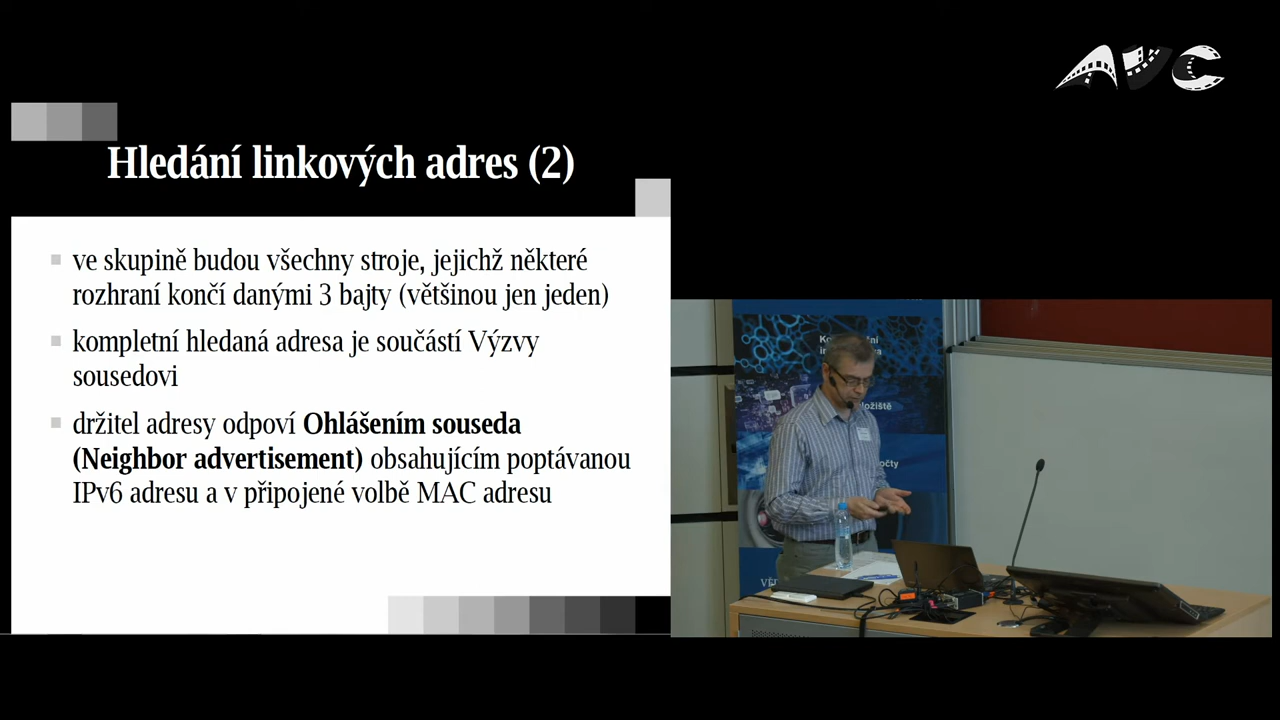 AVC
Hledání linkových adres (2)
ve skupině budou všechny stroje, jejichž některé
rozhraní končí danými 3 bajty (většinou jen jeden)
kompletní hledaná adresa je součástí Výzvy
sousedovi
držitel adresy odpoví Ohlášením souseda
(Neighbor advertisement) obsahujícím poptávanou
IPv6 adresu a v připojené volbě MAC adresu